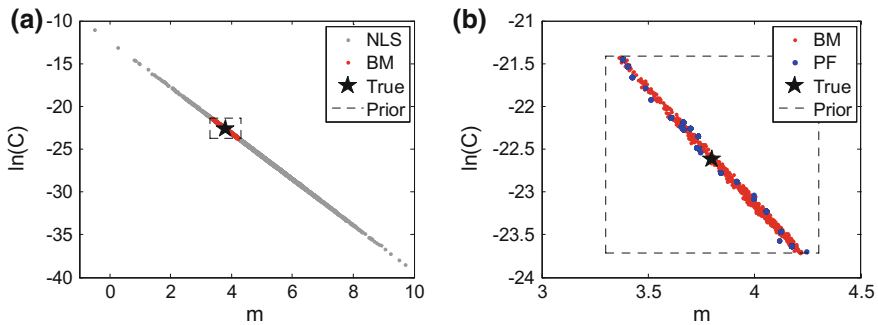 (a)
-10
-15
-20
-25
-30
-35
-40
ln(C)
0
2
4
6
8
10
m
NLS
BM
True
Prior
(b)
-21
-21.5
-22
-22.5
-23
-23.5
-24
ln(C)
3
3.5
4
4.5
m
BM
PF
True
Prior